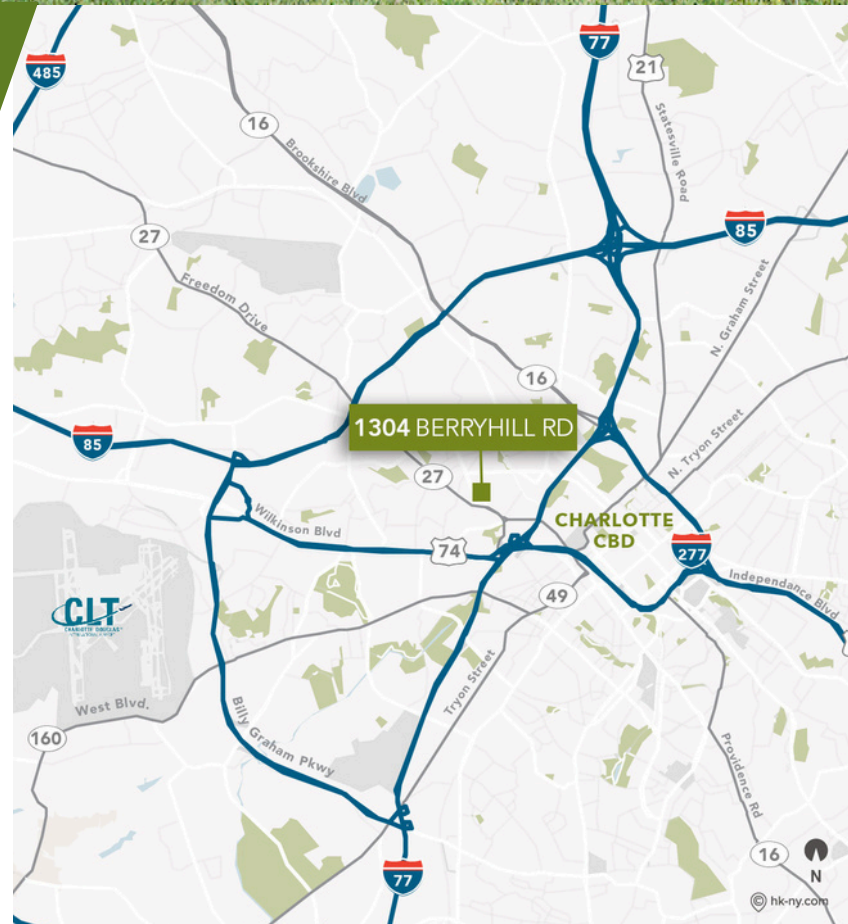 77
485
21
16
Statesville Road
Brookshire Blvd
85
27
N. Graham Street
Freedom Drive
16
1304 BERRYHILL RD
85
27
N. Tryon Street
Wilkinson Blvd
CHARLOTTE
CBD
74
277
Independance Blvd
49
CLT
CHARLOTTE DOUGLAS
West Blvd.
Tryon Street
160
Billy Graham Pkwy
Providence Rd
16
N
77
© hk-ny.com